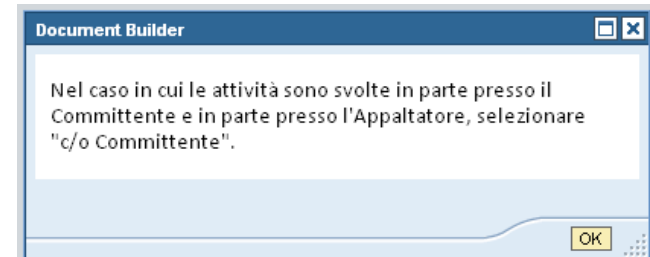 Document Builder
Nel caso in cui le attività sono svolte in parte presso il
Committente e in parte presso l'Appaltatore, selezionare
"c/o Committente".
OK